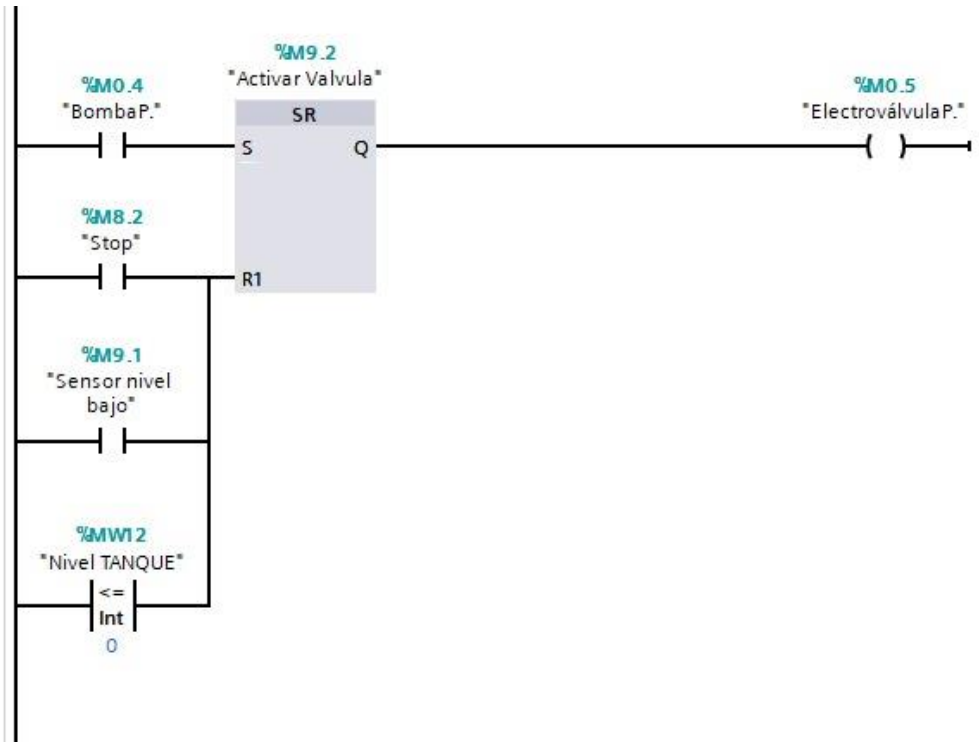 %M9.2
"Activar Valvula"
%M0.4
"BombaP."
SR
%M0.5
"ElectroválvulaP."
S
Q
%M8.2
"Stop"
R1
%M9.1
"Sensor nivel
bajo"
%MW12
"Nivel TANQUE"
<=
Int
0